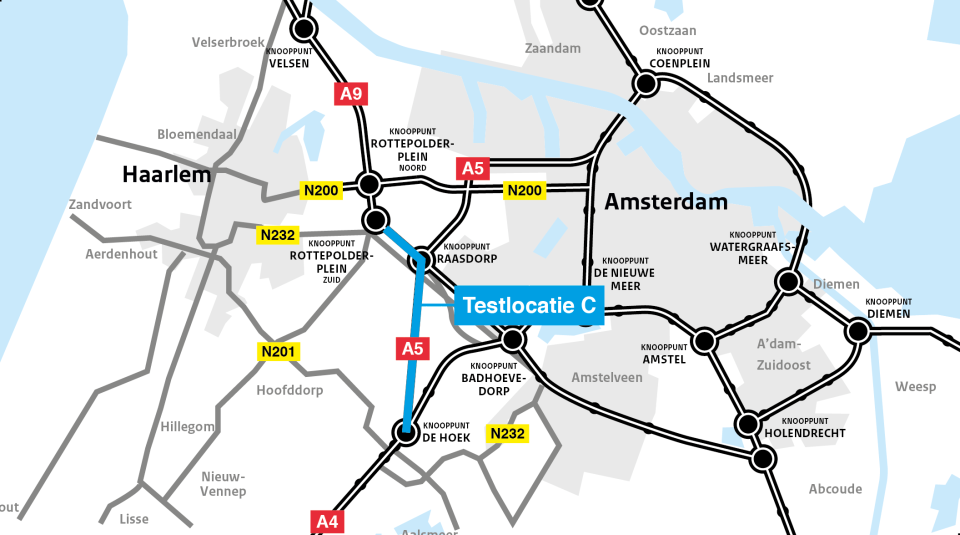 Oostzaan
Velserbroek
KNOOPPUNT
VELSEN
Zaandam
KNOOPPUNT
COENPLEIN
Landsmeer
A9
Bloemendaal
KNOOPPUNT
ROTTEPOLDER-
PLEIN
NOORD
A5
Haarlem
N200
N200
Zandvoort
Amsterdam
N232
KNOOPPUNT
ROTTEPOLDER-
PLEIN
ZUID
KNOOPPUNT
RAASDORP
KNOOPPUNT
WATERGRAAFS-
MEER
Aerdenhout
KNOOPPUNT
DE NIEUWE
MEER
Diemen
KNOOPPUNT
DIEMEN
Testlocatie C
N201
A5
KNOOPPUNT
AMSTEL
A'dam-
Zuidoost
KNOOPPUNT
BADHOEVE-
DORP
Amstelveen
Weesp
Hoofddorp
Hillegom
KNOOPPUNT
DE HOEK
N232
KNOOPPUNT
HOLENDRECHT
Nieuw-
Vennep
Abcoude
out
Lisse
A4
Aalsmeer